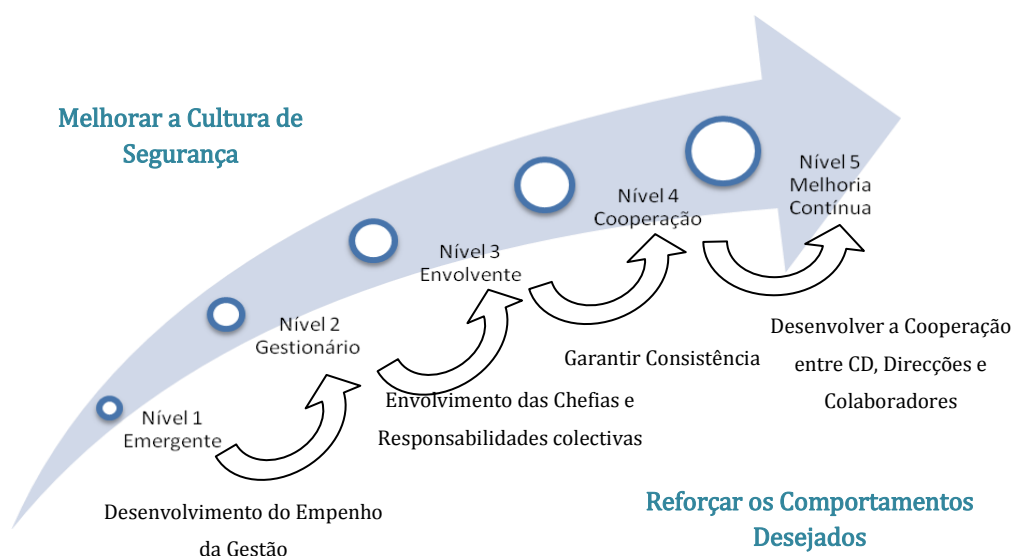 Melhorar a Cultura de
Segurança
Nível 1
Emergente
Nível 2
Gestionário
Nível 3
Envolvente
Nível 4
Cooperação
Nível 5
Melhoria
Contínua
Desenvolvimento do Empenho
da Gestão
Envolvimento das Chefias e
Responsabilidades colectivas
Garantir Consistência
Desenvolver a Cooperação
entre CD, Direcções e
Colaboradores
Reforçar os Comportamentos
Desejados